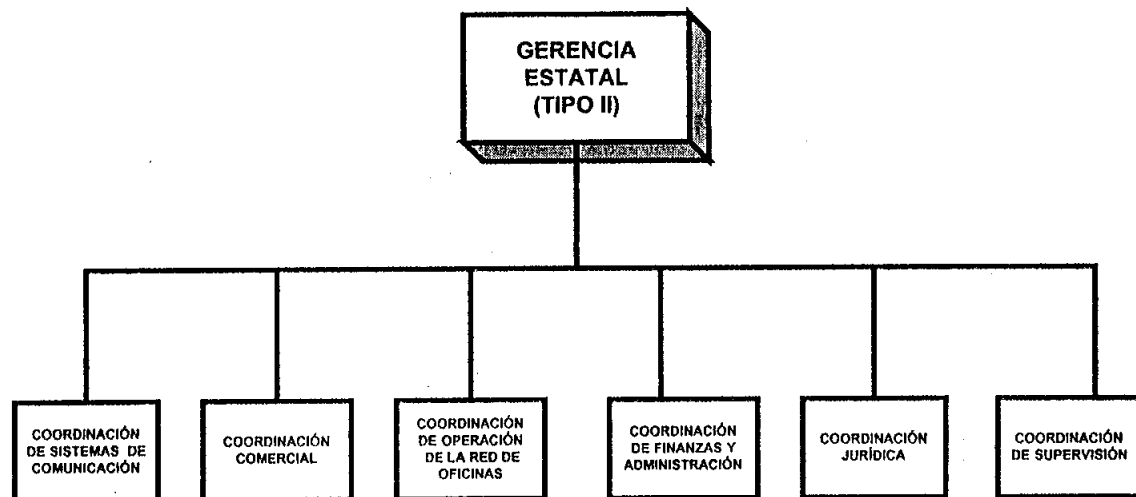 GERENCIA
ESTATAL
(TIPO II)
COORDINACIÓN
DE SISTEMAS DE
COMUNICACIÓN
COORDINACIÓN
COMERCIAL
COORDINACIÓN
DE OPERACIÓN
DE LA RED DE
OFICINAS
COORDINACIÓN
DE FINANZAS Y
ADMINISTRACIÓN
COORDINACIÓN
JURÍDICA
COORDINACIÓN
DE SUPERVISIÓN